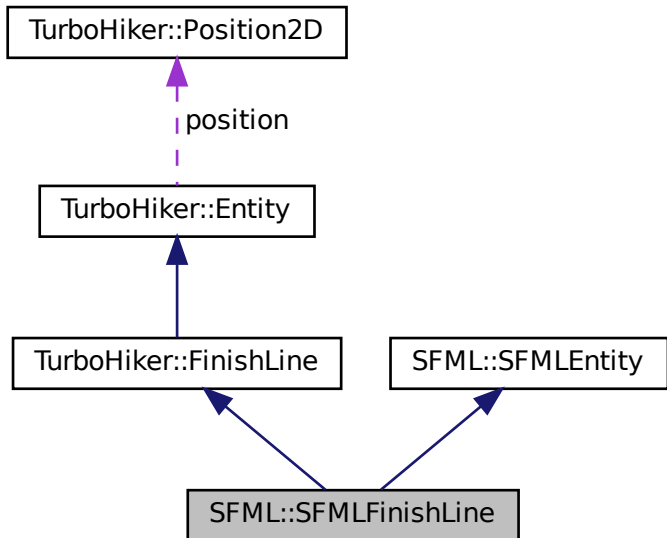 TurboHiker::Position2D
position
TurboHiker::Entity
TurboHiker::FinishLine
SFML::SFMLEntity
SFML::SFMLFinishLine